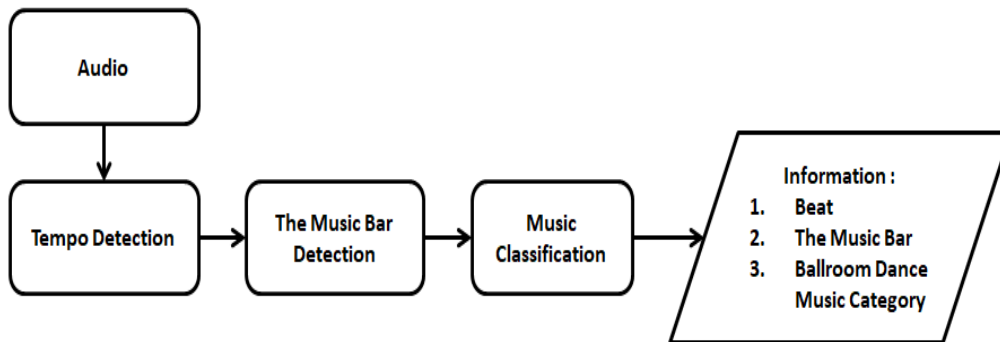 Audio
Tempo Detection
The Music Bar
Detection
Music
Classification
Information :
1. Beat
2. The Music Bar
3. Ballroom Dance
Music Category